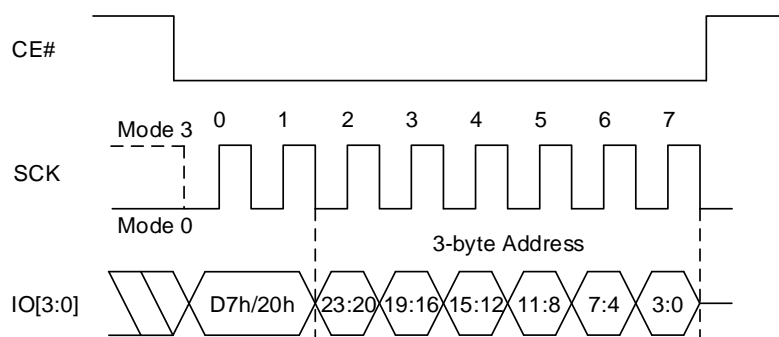 CE#
Mode 3 0 1 2 3 4 5 6 7
SCK
Mode 0
3-byte Address
IO[3:0] D7h/20h 23:20 19:16 15:12 11:8 7:4 3:0